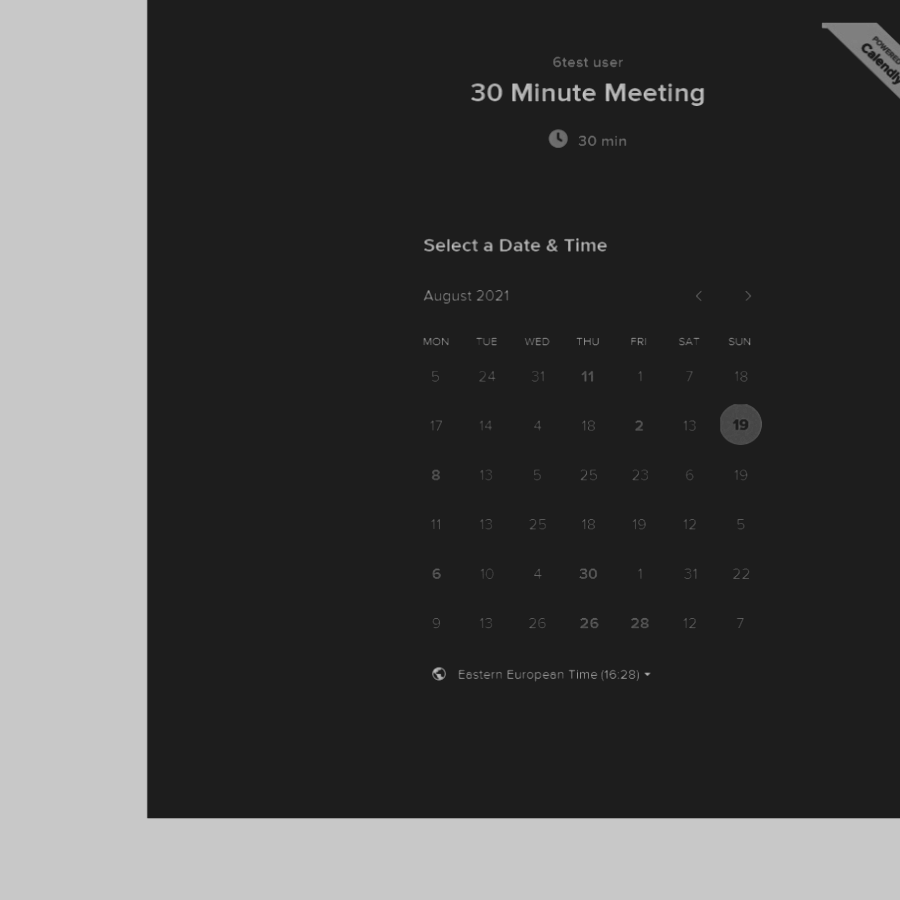 POWERED
Calendly
6test user
30 Minute Meeting
30 min
Select a Date & Time
August 2021
MON TUE WED THU FRI SAT SUN
5 24 31 11 1 7 18
17 14 4 18 2 13 19
8 13 5 25 23 6 19
11 13 25 18 19 12 5
6 10 4 30 1 31 22
9 13 26 26 28 12 7
Eastern European Time (16:28)